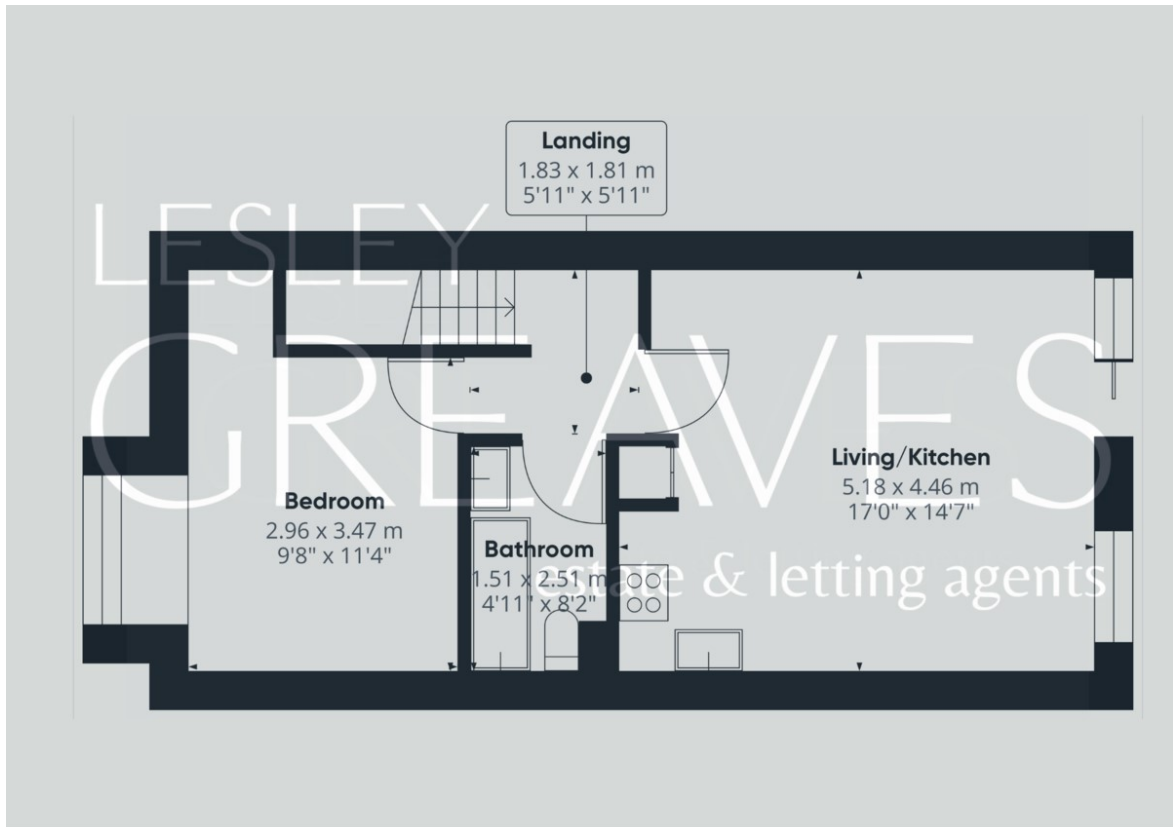 Landing
1.83 x 1.81 m
5'11" x 5'11"
LESLEY
GREAVES
Living/Kitchen
5.18 x 4.46 m
17'0" x 14'7"
Bedroom
2.96 x 3.47 m
9'8" x 11'4"
Bathroom
1.51 x 2.51 m
4'11" x 8'2"
estate & letting agents